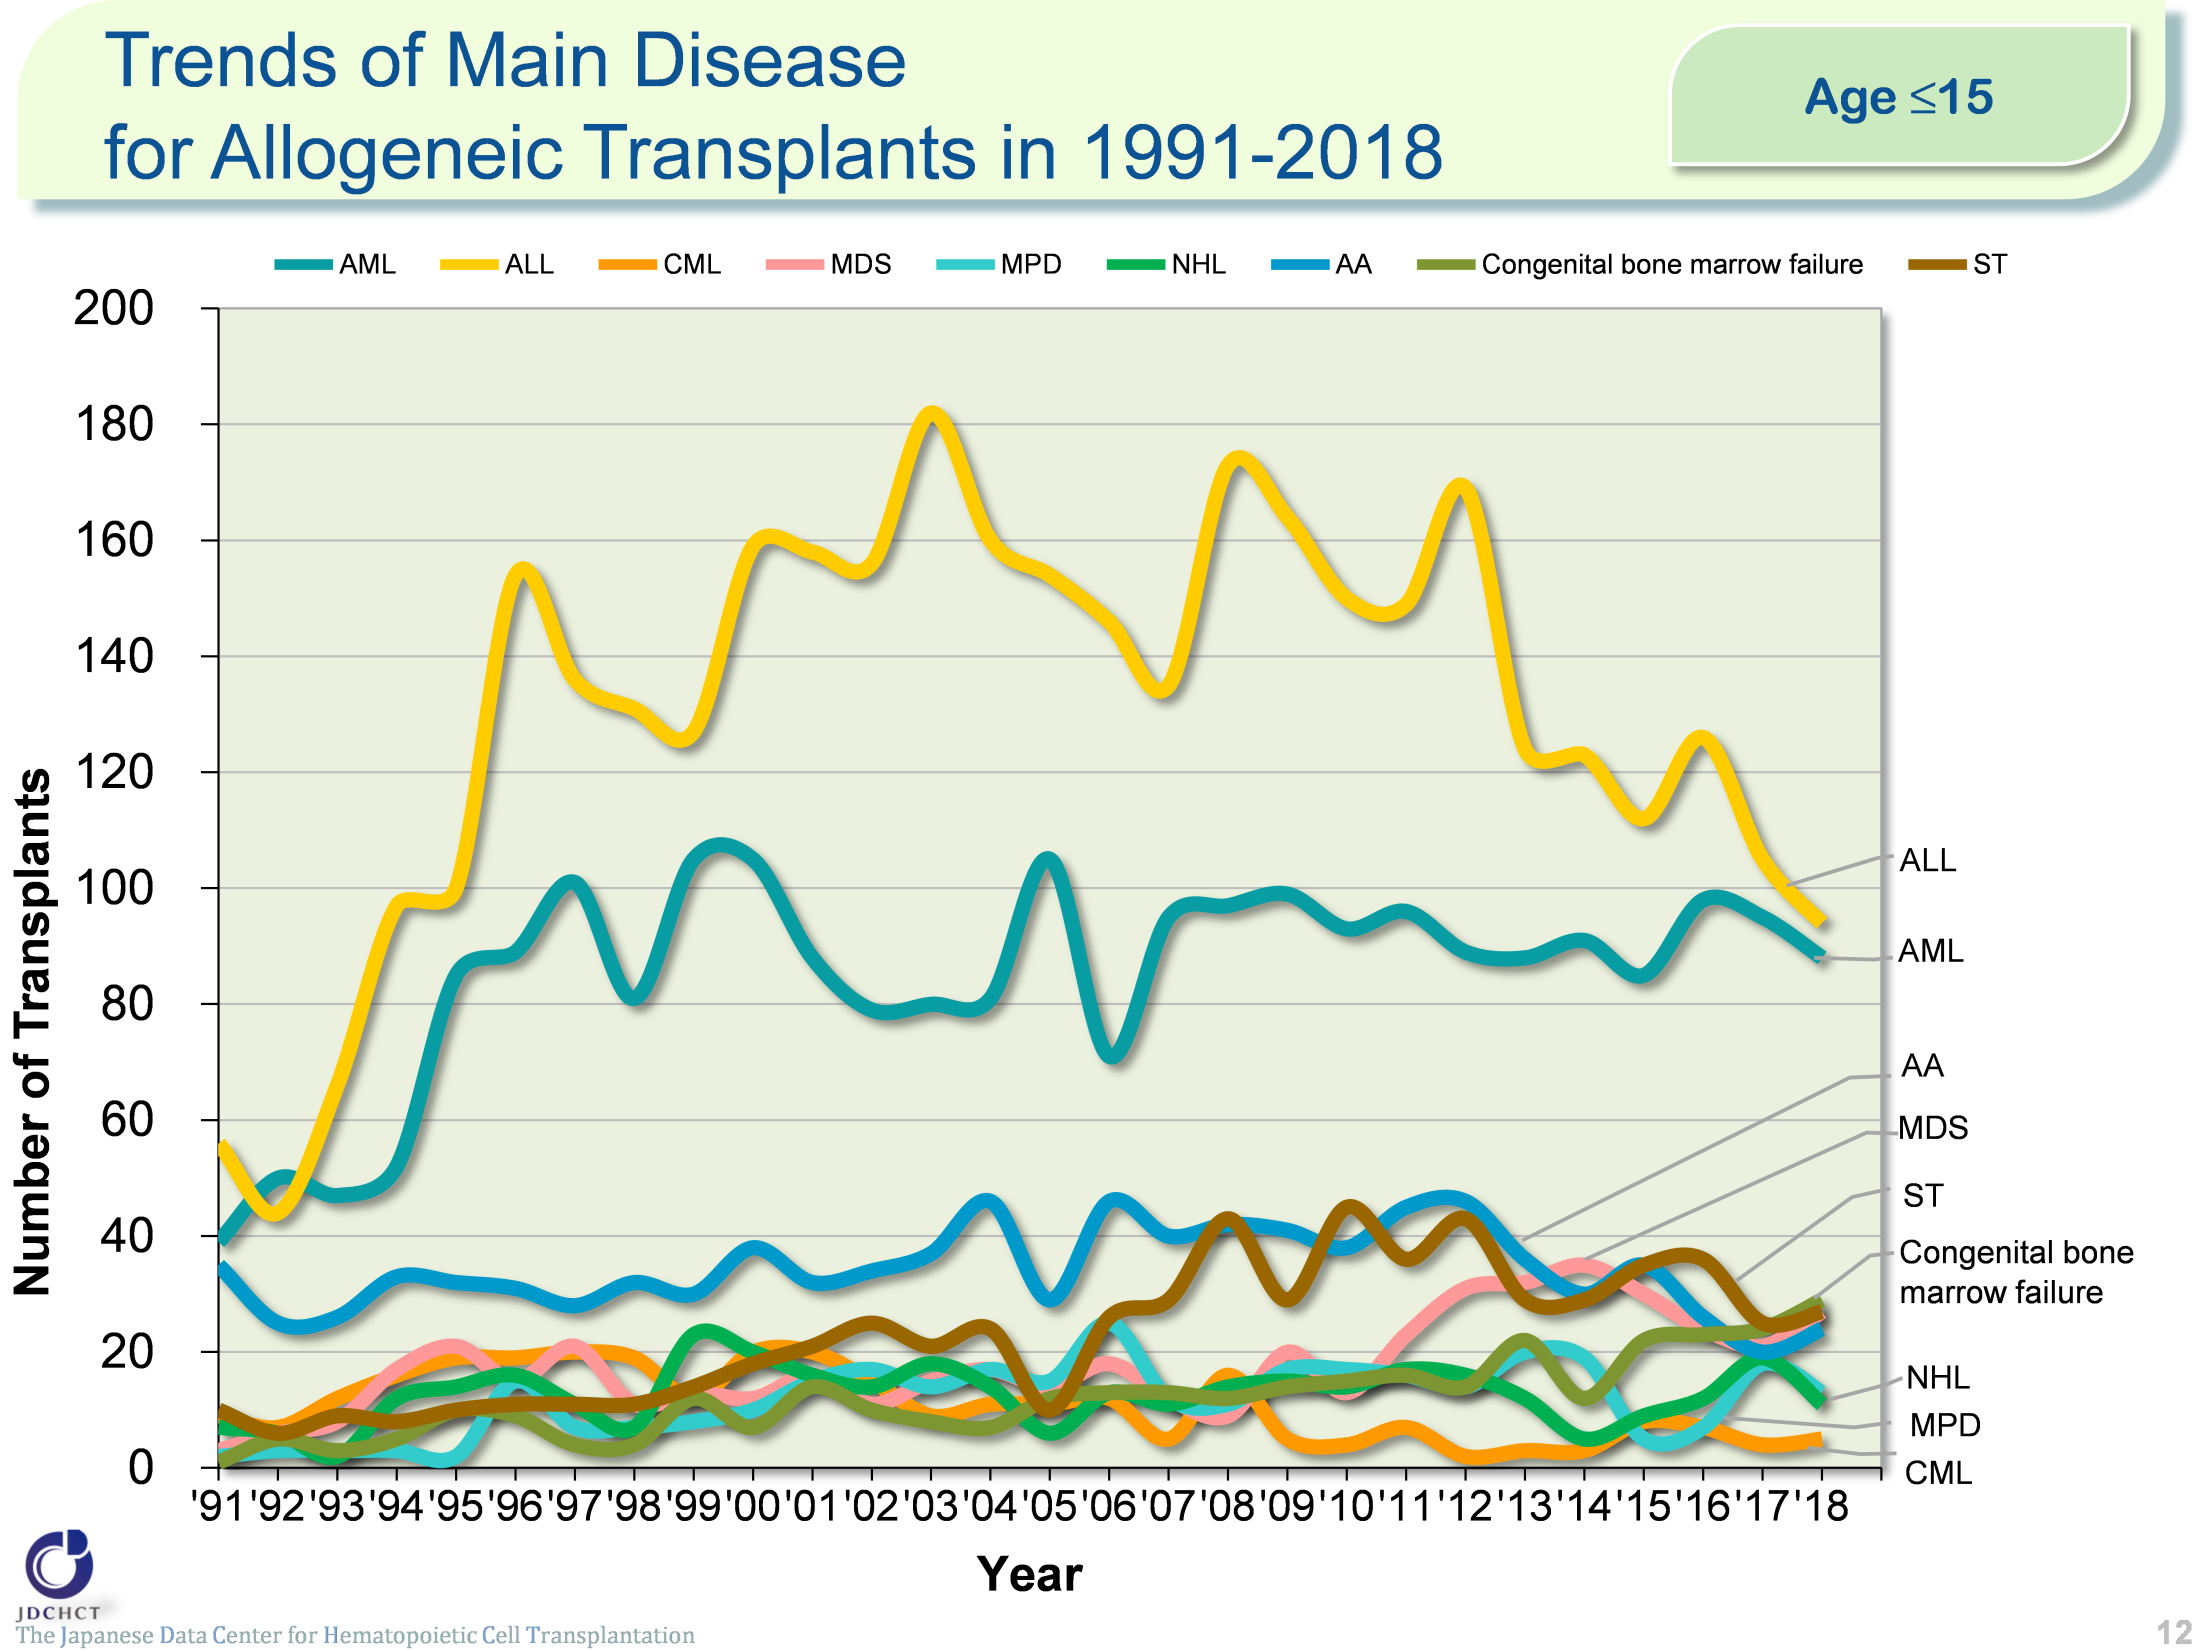 Trends of Main Disease
for Allogeneic Transplants in 1991-2018
Age ≤15
AML ALL CML MDS MPD NHL AA Congenital bone marrow failure ST
200
180
160
140
120
100
80
60
40
20
0
Number of Transplants
'91 '92 '93 '94 '95 '96 '97 '98 '99 '00 '01 '02 '03 '04 '05 '06 '07 '08 '09 '10 '11 '12 '13 '14 '15 '16 '17 '18
Year
ALL
AML
AA
MDS
ST
Congenital bone
marrow failure
NHL
MPD
CML
JDCHCT
The Japanese Data Center for Hematopoietic Cell Transplantation
12